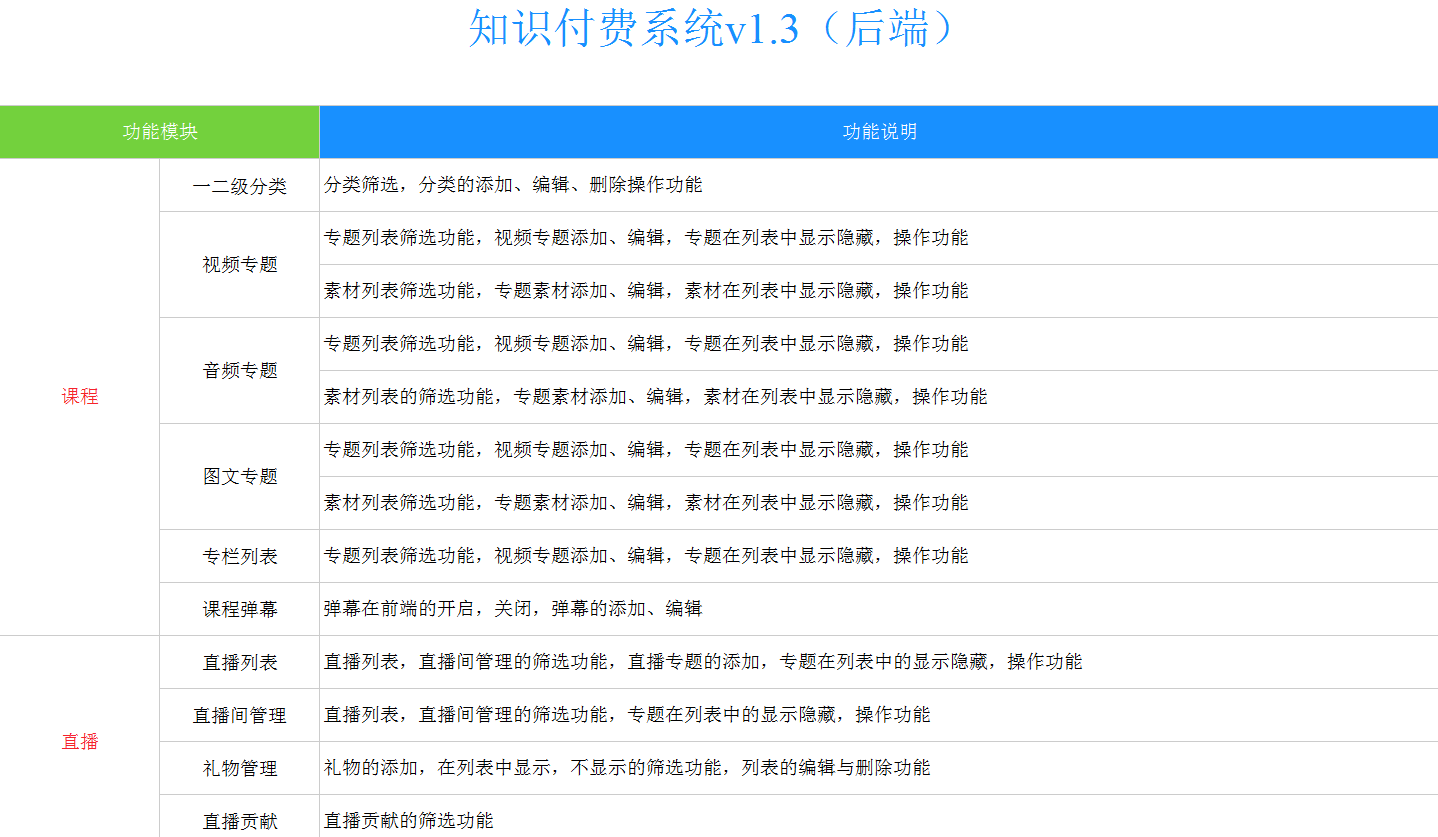 知识付费系统v1.3（后端）
功能模块
功能说明
课程
一二级分类
分类筛选，分类的添加、编辑、删除操作功能
视频专题
专题列表筛选功能，视频专题添加、编辑，专题在列表中显示隐藏，操作功能
素材列表筛选功能，专题素材添加、编辑，素材在列表中显示隐藏，操作功能
音频专题
专题列表筛选功能，视频专题添加、编辑，专题在列表中显示隐藏，操作功能
素材列表的筛选功能，专题素材添加、编辑，素材在列表中显示隐藏，操作功能
图文专题
专题列表筛选功能，视频专题添加、编辑，专题在列表中显示隐藏，操作功能
素材列表筛选功能，专题素材添加、编辑，素材在列表中显示隐藏，操作功能
专栏列表
专题列表筛选功能，视频专题添加、编辑，专题在列表中显示隐藏，操作功能
课程弹幕
弹幕在前端的开启，关闭，弹幕的添加、编辑
直播
直播列表
直播列表，直播间管理的筛选功能，直播专题的添加，专题在列表中的显示隐藏，操作功能
直播间管理
直播列表，直播间管理的筛选功能，专题在列表中的显示隐藏，操作功能
礼物管理
礼物的添加，在列表中显示，不显示的筛选功能，列表的编辑与删除功能
直播贡献
直播贡献的筛选功能